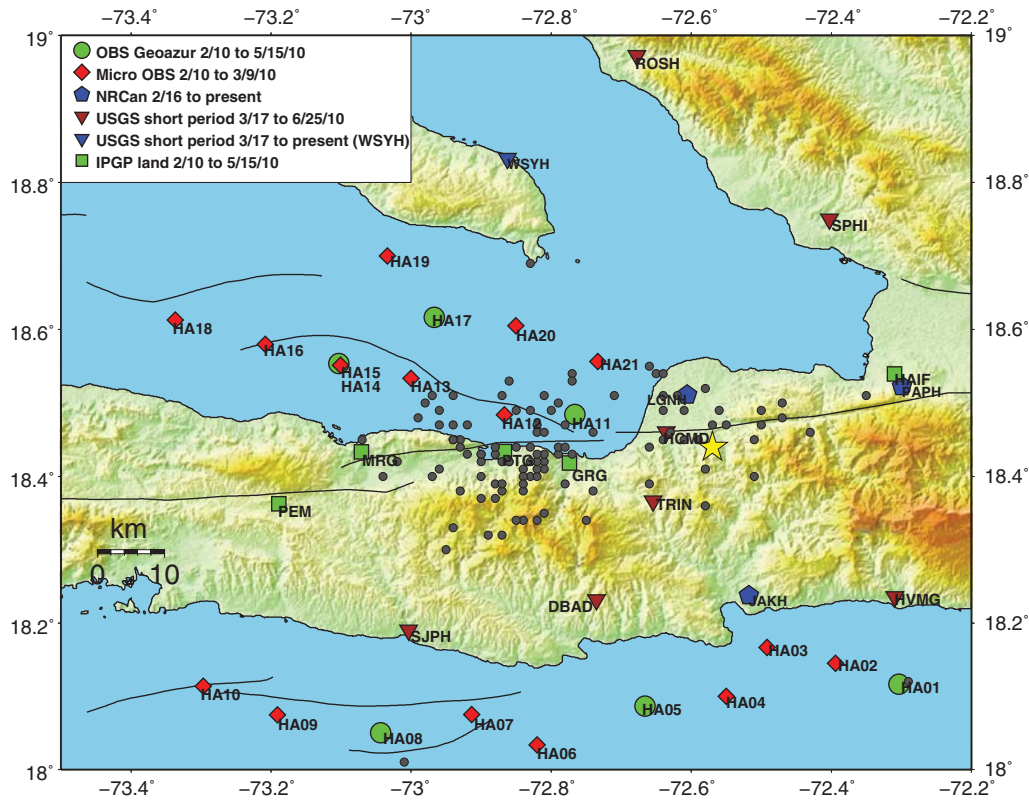 −73.4˚ −73.2˚ −73˚ −72.8˚ −72.6˚ −72.4˚ −72.2˚
19˚ 19˚
OBS Geoazur 2/10 to 5/15/10
Micro OBS 2/10 to 3/9/10
NRCan 2/16 to present
USGS short period 3/17 to 6/25/10
USGS short period 3/17 to present (WSYH)
IPGP land 2/10 to 5/15/10
ROSH
WSYH
18.8˚ 18.8˚
SPHI
HA19
HA17
HA18 HA20 18.6˚ 18.6˚
HA16
HA21
HA15
HA14 HA13
HAIF
PAPH
LGNH
HA12 HA11
HCMD
MRG PTG
GRG
18.4˚ 18.4˚
PEM TRIN
km
0 10
DBAD JAKH HVMG
18.2˚ 18.2˚
SJPH
HA03
HA02
HA10 HA01
HA05 HA04
HA09 HA07
HA08
HA06
18˚ 18˚
−73.4˚ −73.2˚ −73˚ −72.8˚ −72.6˚ −72.4˚ −72.2˚